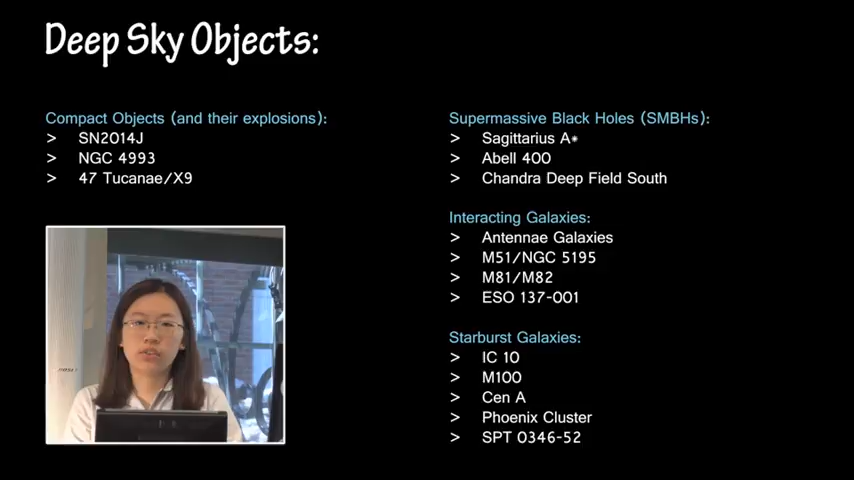 Deep Sky Objects:
Compact Objects (and their explosions):
> SN2014J
> NGC 4993
> 47 Tucanae/X9
Supermassive Black Holes (SMBHs):
> Sagittarius A*
> Abell 400
> Chandra Deep Field South
Interacting Galaxies:
> Antennae Galaxies
> M51/NGC 5195
> M81/M82
> ESO 137-001
Starburst Galaxies:
> IC 10
> M100
> Cen A
> Phoenix Cluster
> SPT 0346-52